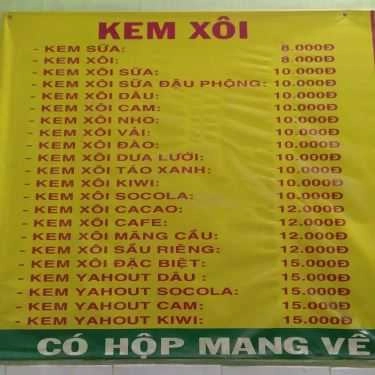 KEM XÔI
- KEM SỮA: 8.000Đ
- KEM XÔI: 8.000Đ
- KEM XÔI SỮA: 10.000Đ
- KEM XÔI SỮA ĐẬU PHỘNG: 10.000Đ
- KEM XÔI DÂU: 10.000Đ
- KEM XÔI CAM: 10.000Đ
- KEM XÔI NHO: 10.000Đ
- KEM XÔI VẢI: 10.000Đ
- KEM XÔI ĐÀO: 10.000Đ
- KEM XÔI DƯA LƯỚI: 10.000Đ
- KEM XÔI TÁO XANH: 10.000Đ
- KEM XÔI KIWI: 10.000Đ
- KEM XÔI SOCOLA: 10.000Đ
- KEM XÔI CACAO: 12.000Đ
- KEM XÔI CAFE: 12.000Đ
- KEM XÔI MÃNG CẦU: 12.000Đ
- KEM XÔI SẦU RIÊNG: 12.000Đ
- KEM XÔI ĐẶC BIỆT: 15.000Đ
- KEM YAHOUT DÂU : 15.000Đ
- KEM YAHOUT SOCOLA: 15.000Đ
- KEM YAHOUT CAM: 15.000Đ
- KEM YAHOUT KIWI: 15.000Đ
CÓ HỘP MANG VỀ